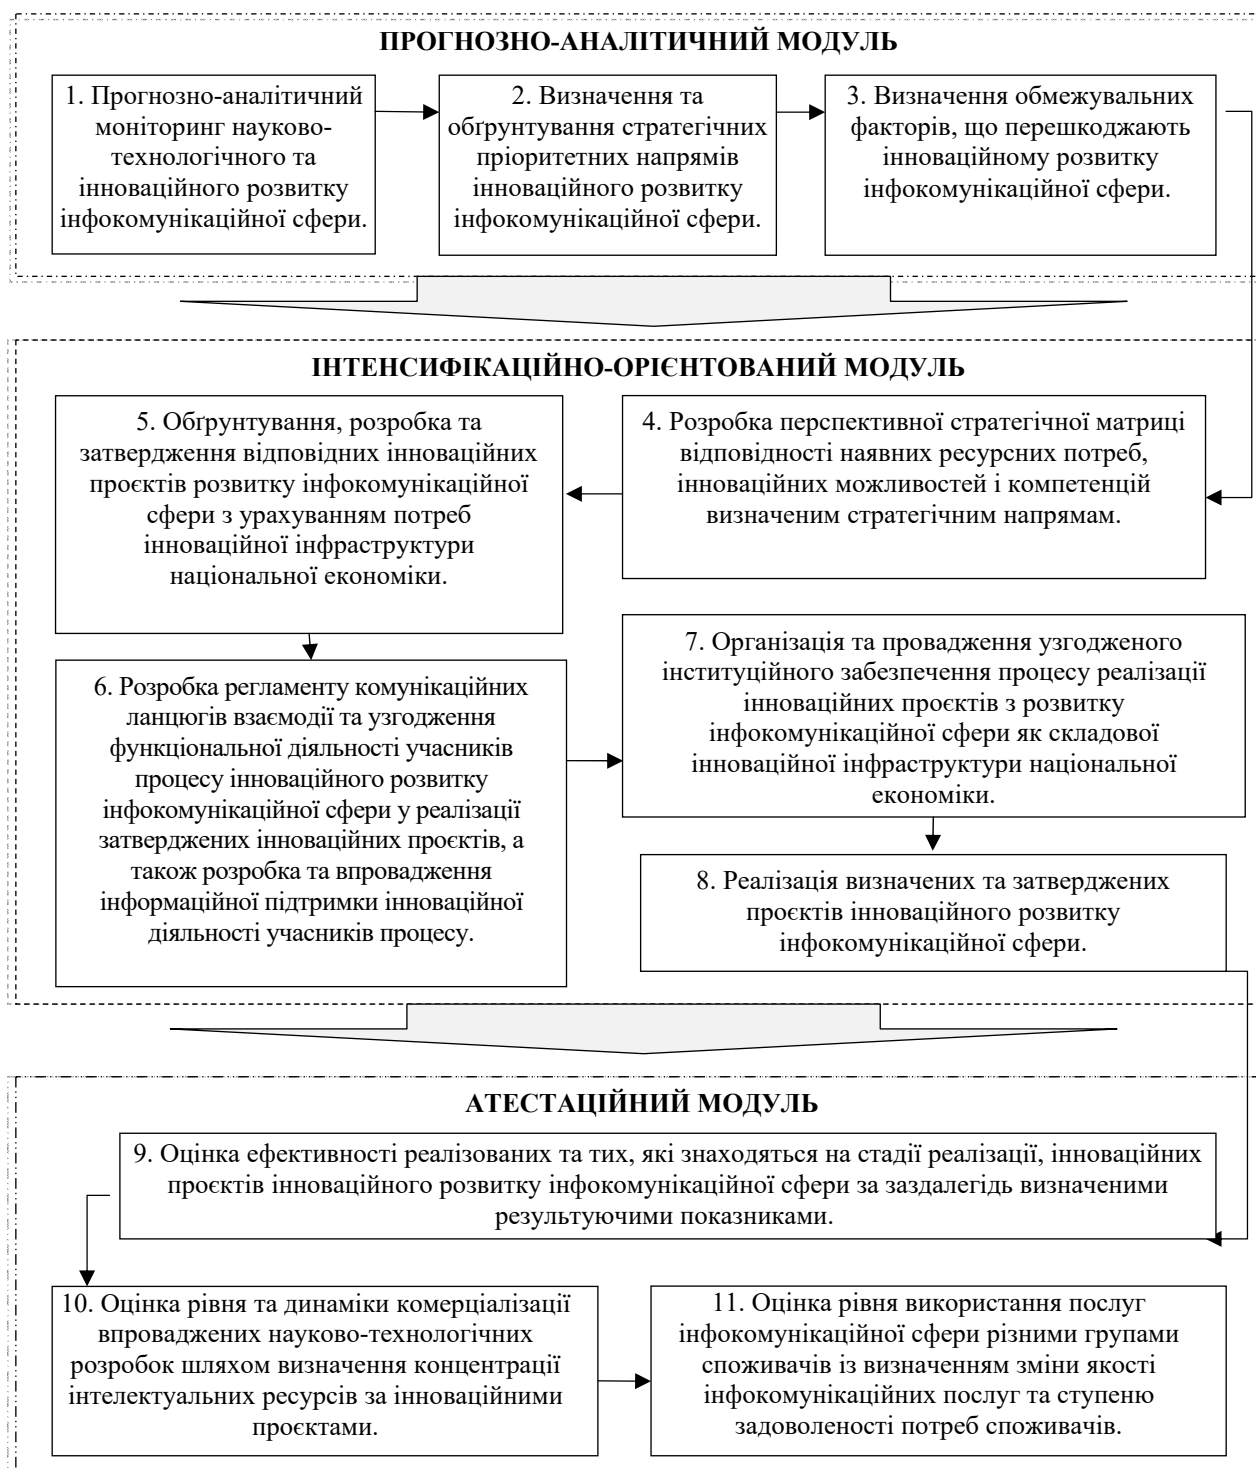 ПРОГНОЗНО-АНАЛІТИЧНИЙ МОДУЛЬ
1. Прогнозно-аналітичний
моніторинг науково-
технологічного та
інноваційного розвитку
інфокомунікаційної сфери.
2. Визначення та
обґрунтування стратегічних
пріоритетних напрямів
інноваційного розвитку
інфокомунікаційної сфери.
3. Визначення обмежувальних
факторів, що перешкоджають
інноваційному розвитку
інфокомунікаційної сфери.
ІНТЕНСИФІКАЦІЙНО-ОРІЄНТОВАНИЙ МОДУЛЬ
4. Розробка перспективної стратегічної матриці
відповідності наявних ресурсних потреб,
інноваційних можливостей і компетенцій
визначеним стратегічним напрямам.
5. Обґрунтування, розробка та
затвердження відповідних інноваційних
проєктів розвитку інфокомунікаційної
сфери з урахуванням потреб
інноваційної інфраструктури
національної економіки.
6. Розробка регламенту комунікаційних
ланцюгів взаємодії та узгодження
функціональної діяльності учасників
процесу інноваційного розвитку
інфокомунікаційної сфери у реалізації
затверджених інноваційних проєктів, а
також розробка та впровадження
інформаційної підтримки інноваційної
діяльності учасників процесу.
7. Організація та провадження узгодженого
інституційного забезпечення процесу реалізації
інноваційних проєктів з розвитку
інфокомунікаційної сфери як складової
інноваційної інфраструктури національної
економіки.
8. Реалізація визначених та затверджених
проєктів інноваційного розвитку
інфокомунікаційної сфери.
АТЕСТАЦІЙНИЙ МОДУЛЬ
9. Оцінка ефективності реалізованих та тих, які знаходяться на стадії реалізації, інноваційних
проєктів інноваційного розвитку інфокомунікаційної сфери за заздалегідь визначеними
результуючими показниками.
10. Оцінка рівня та динаміки комерціалізації
впроваджених науково-технологічних
розробок шляхом визначення концентрації
інтелектуальних ресурсів за інноваційними
проєктами.
11. Оцінка рівня використання послуг
інфокомунікаційної сфери різними групами
споживачів із визначенням зміни якості
інфокомунікаційних послуг та ступеню
задоволеності потреб споживачів.